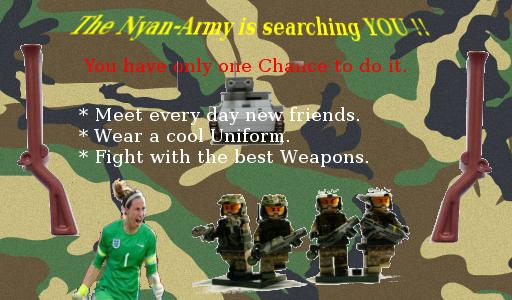 The Nyan-Army is searching YOU !!
You have only one Chance to do it.
* Meet every day new friends.
* Wear a cool Uniform.
* Fight with the best Weapons.
1